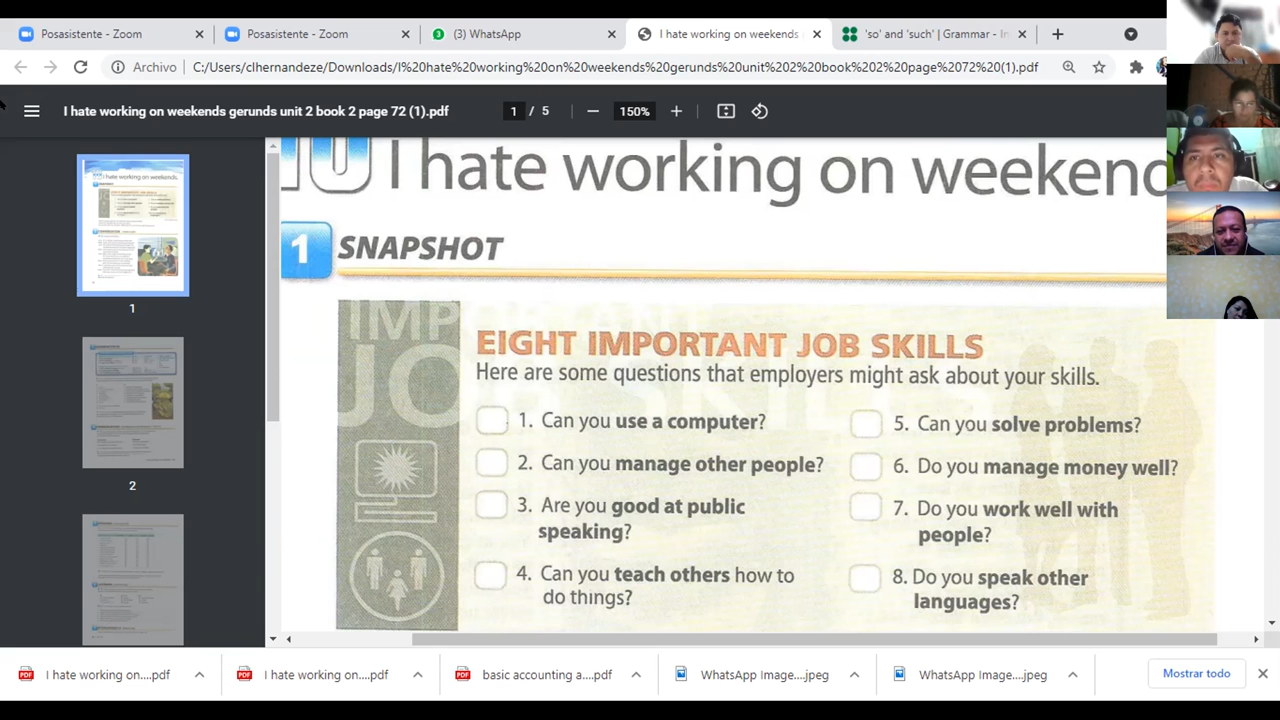 Posasistente - Zoom
Posasistente - Zoom
3 (3) WhatsApp
I hate working on weekends
'so' and 'such' | Grammar - In
Archivo C:/Users/clhernandeze/Downloads/I%20hate%20working%20on%20weekends%20gerunds%20unit%202%20book%202%20page%2072%20(1).pdf
I hate working on weekends gerunds unit 2 book 2 page 72 (1).pdf
1 / 5
150%
10 I hate working on weekend
1 SNAPSHOT
EIGHT IMPORTANT JOB SKILLS
Here are some questions that employers might ask about your skills.
1. Can you use a computer?
2. Can you manage other people?
3. Are you good at public
speaking?
4. Can you teach others how to
do things?
5. Can you solve problems?
6. Do you manage money well?
7. Do you work well with
people?
8. Do you speak other
languages?
1
2
I hate working on....pdf
I hate working on....pdf
basic accounting a....pdf
WhatsApp Image....jpeg
WhatsApp Image....jpeg
Mostrar todo